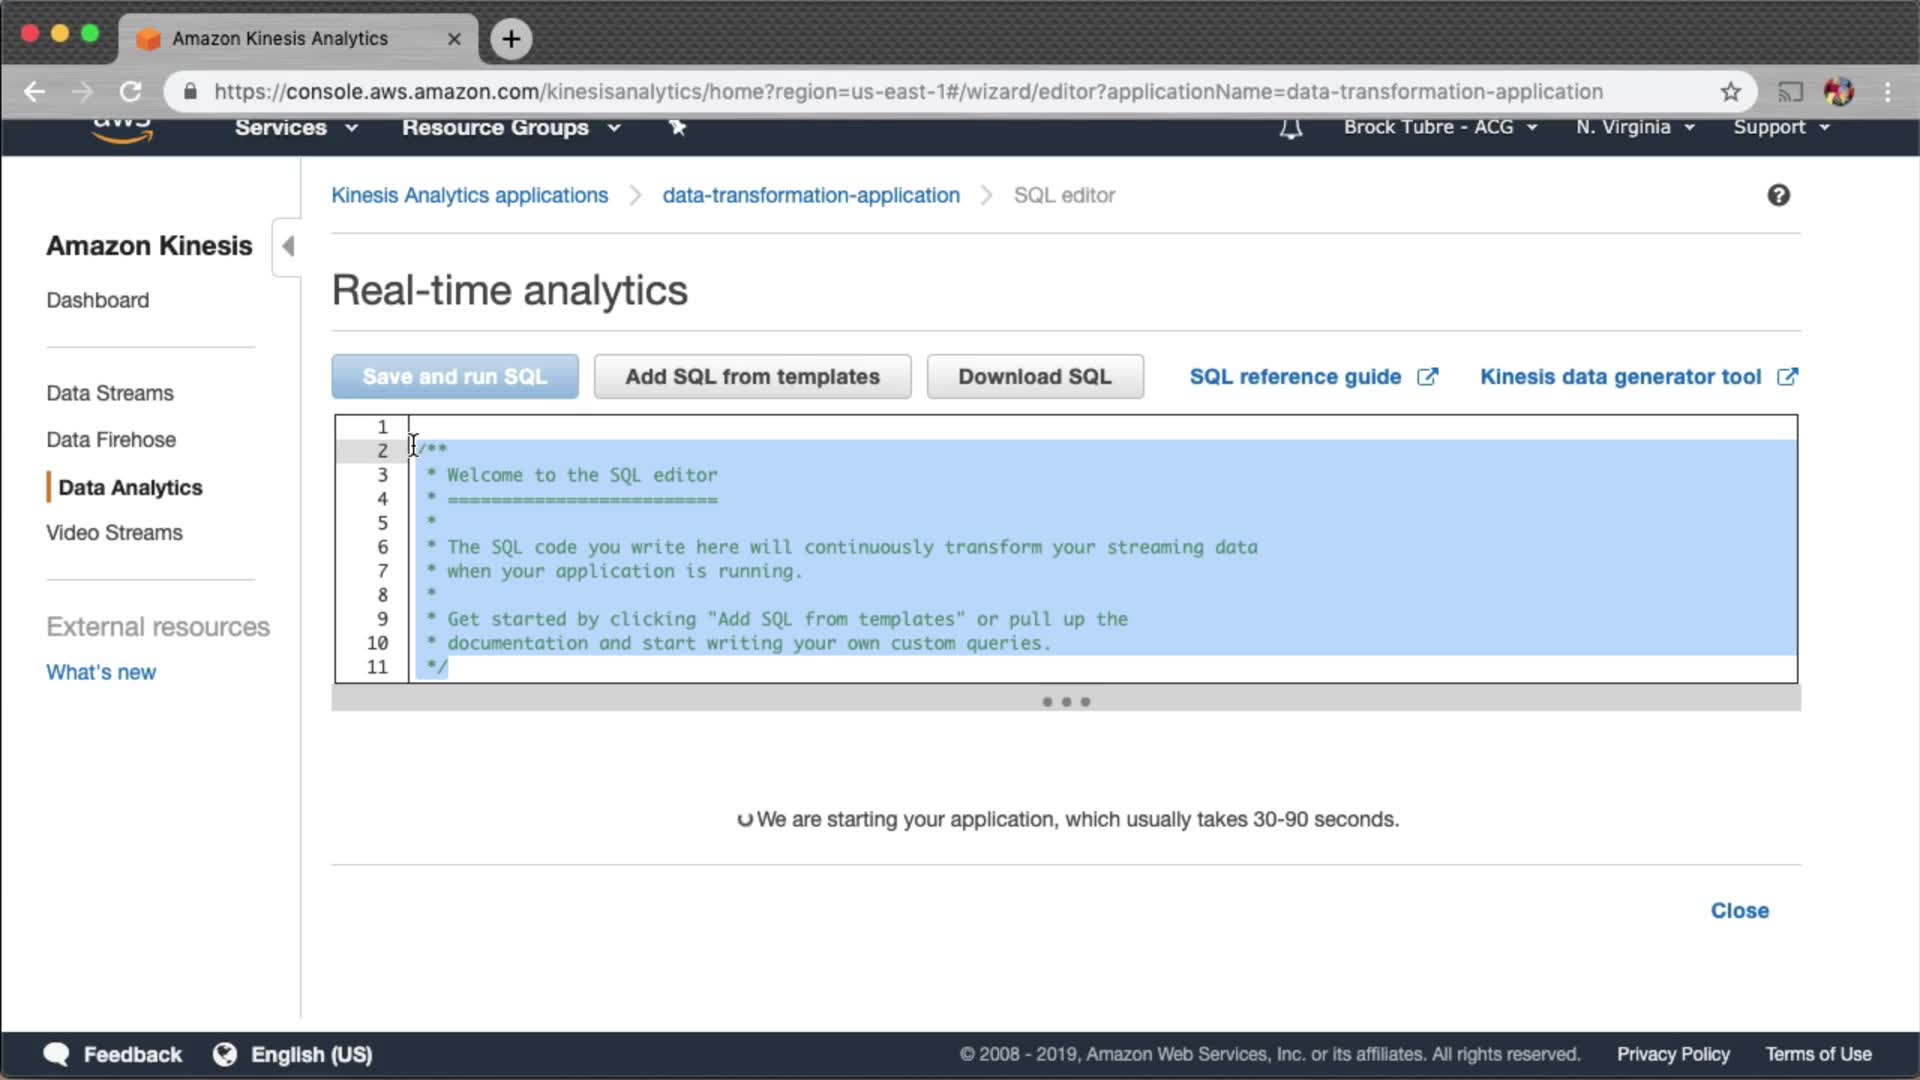 Amazon Kinesis Analytics
https://console.aws.amazon.com/kinesisanalytics/home?region=us-east-1#/wizard/editor?applicationName=data-transformation-application
aws Services Resource Groups Brock Tubre - ACG N. Virginia Support
Kinesis Analytics applications data-transformation-application SQL editor
Amazon Kinesis
Dashboard
Data Streams
Data Firehose
Data Analytics
Video Streams
External resources
What's new
Real-time analytics
Save and run SQL Add SQL from templates Download SQL SQL reference guide Kinesis data generator tool
1
2 /**
3 * Welcome to the SQL editor
4 * =========================
5 *
6 * The SQL code you write here will continuously transform your streaming data
7 * when your application is running.
8 *
9 * Get started by clicking "Add SQL from templates" or pull up the
10 * documentation and start writing your own custom queries.
11 */
We are starting your application, which usually takes 30-90 seconds.
Close
Feedback English (US) © 2008 - 2019, Amazon Web Services, Inc. or its affiliates. All rights reserved. Privacy Policy Terms of Use